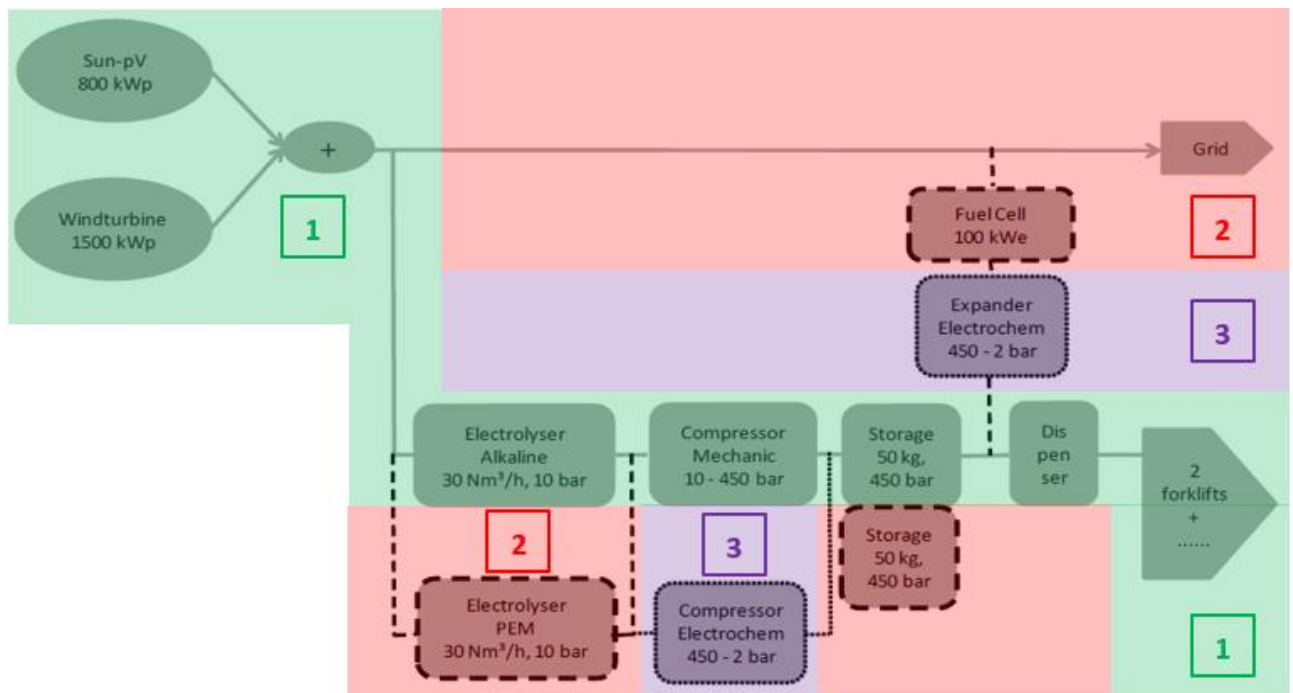 Sun-pV
800 kWp
+
Grid
Windturbine
1500 kWp
1
Fuel Cell
100 kWe
2
Expander
Electrochem
450 - 2 bar
3
Electrolyser
Alkaline
30 Nm³/h, 10 bar
Compressor
Mechanic
10 - 450 bar
Storage
50 kg,
450 bar
Dis
pen
ser
2
forklifts
+
......
2
3
Storage
50 kg,
450 bar
Electrolyser
PEM
30 Nm³/h, 10 bar
Compressor
Electrochem
450 - 2 bar
1